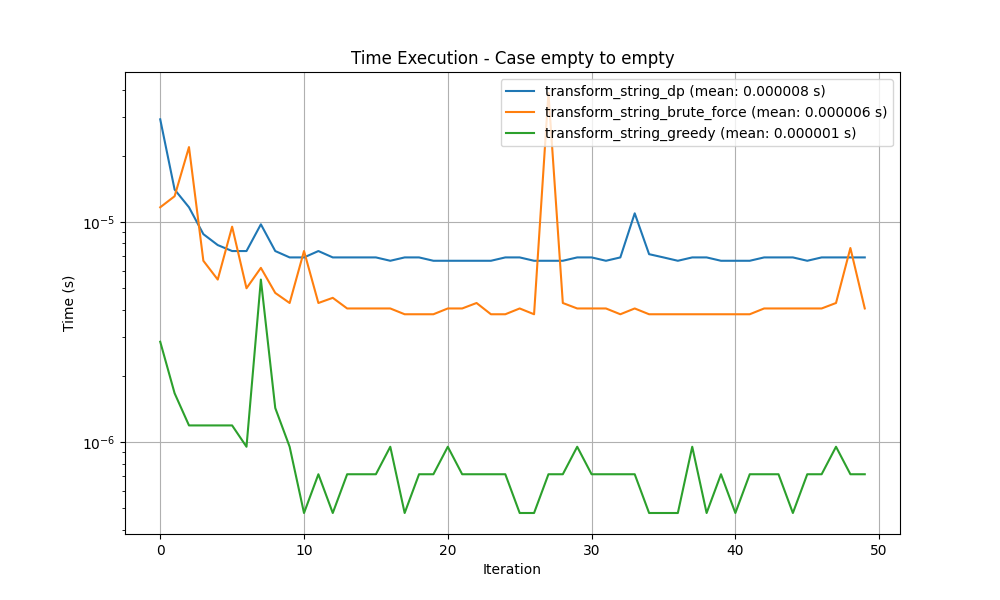 Time Execution - Case empty to empty
transform_string_dp (mean: 0.000008 s)
transform_string_brute_force (mean: 0.000006 s)
transform_string_greedy (mean: 0.000001 s)
Time (s)
10⁻⁵
10⁻⁶
0 10 20 30 40 50
Iteration